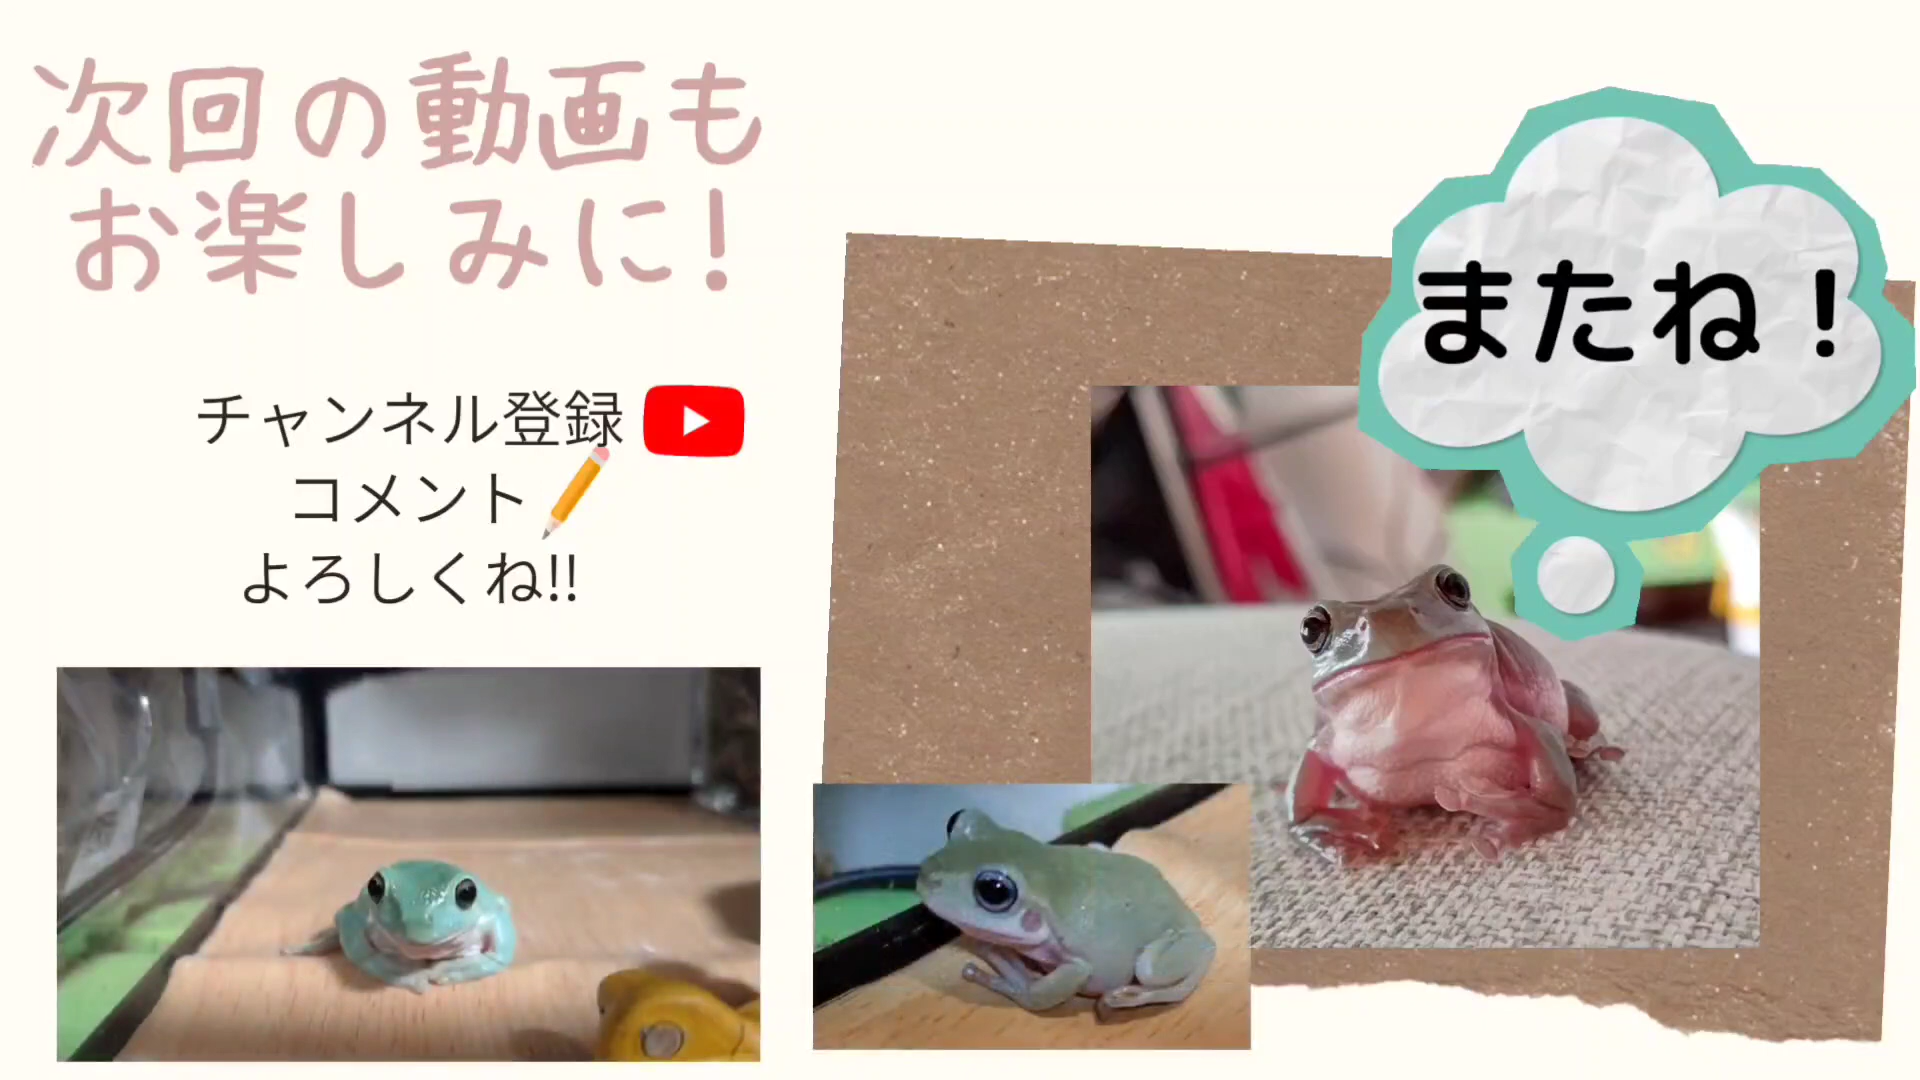 次回の動画も
お楽しみに!
またね!
チャンネル登録
コメント
よろしくね!!